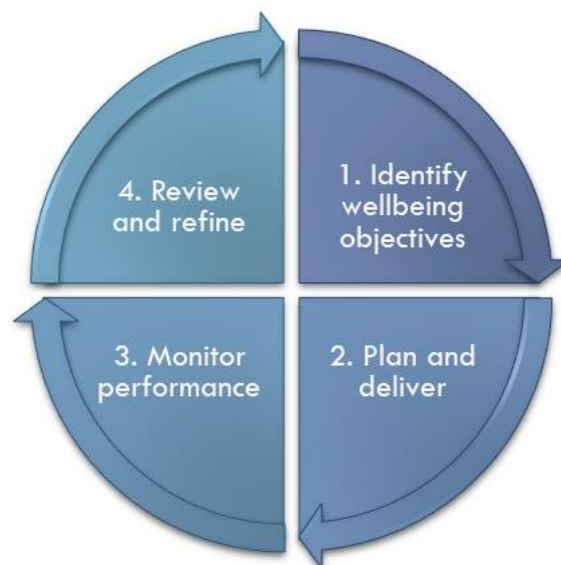 1. Identify
wellbeing
objectives
2. Plan and
deliver
3. Monitor
performance
4. Review
and refine